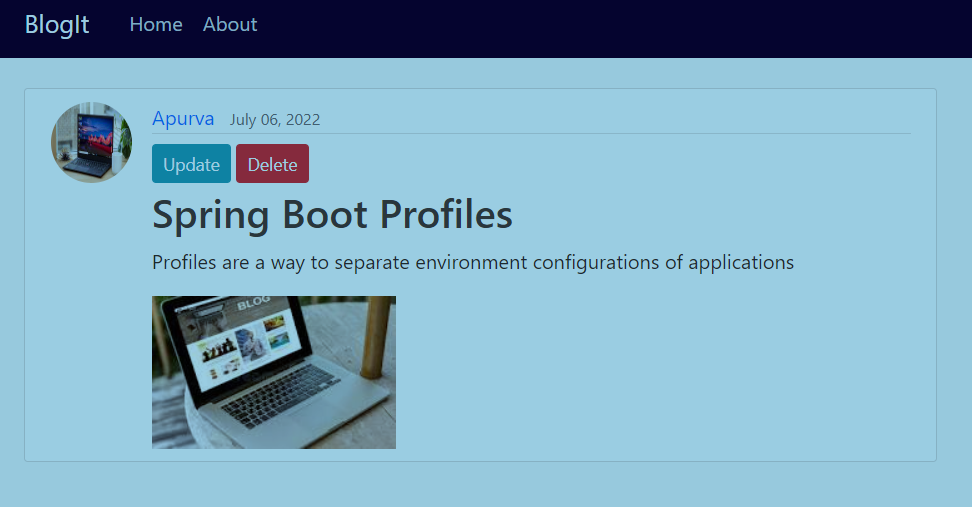 BlogIt Home About
Apurva July 06, 2022
Update Delete
Spring Boot Profiles
Profiles are a way to separate environment configurations of applications
BLOG